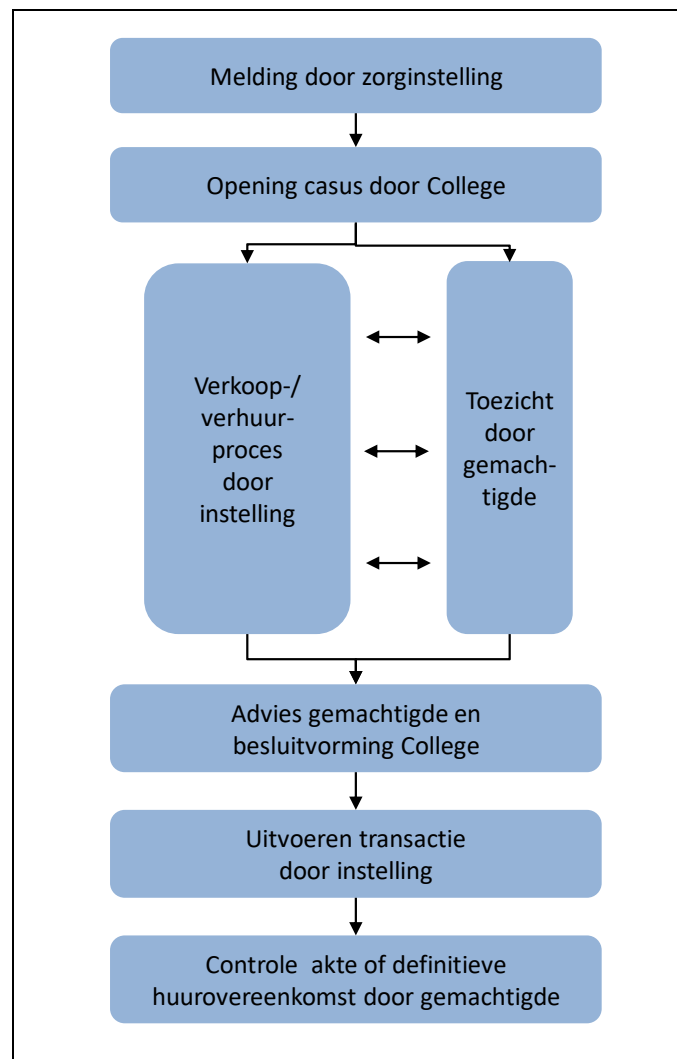 Melding door zorginstelling
Opening casus door College
Verkoop-/
verhuur-
proces
door
instelling
Toezicht
door
gemach-
tigde
Advies gemachtigde en
besluitvorming College
Uitvoeren transactie
door instelling
Controle akte of definitieve
huurovereenkomst door gemachtigde